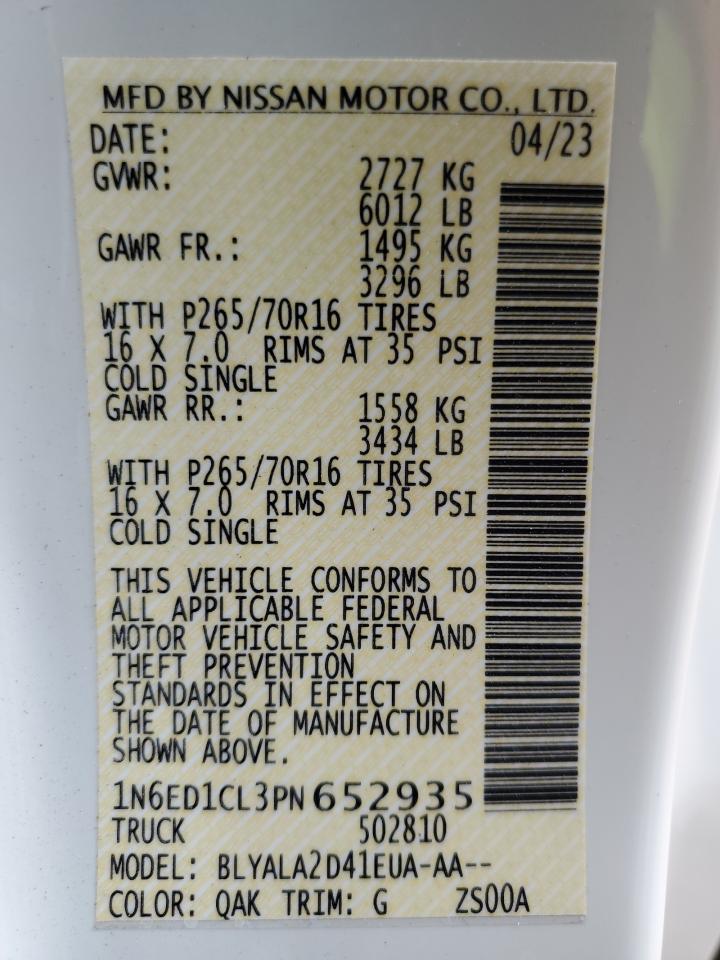 MFD BY NISSAN MOTOR CO., LTD.
DATE: 04/23
GVWR: 2727 KG
6012 LB
GAWR FR.: 1495 KG
3296 LB
WITH P265/70R16 TIRES
16 X 7.0 RIMS AT 35 PSI
COLD SINGLE
GAWR RR.: 1558 KG
3434 LB
WITH P265/70R16 TIRES
16 X 7.0 RIMS AT 35 PSI
COLD SINGLE
THIS VEHICLE CONFORMS TO
ALL APPLICABLE FEDERAL
MOTOR VEHICLE SAFETY AND
THEFT PREVENTION
STANDARDS IN EFFECT ON
THE DATE OF MANUFACTURE
SHOWN ABOVE.
1N6ED1CL3PN652935
TRUCK 502810
MODEL: BLYALA2D41EUA-AA--
COLOR: QAK TRIM: G ZS00A